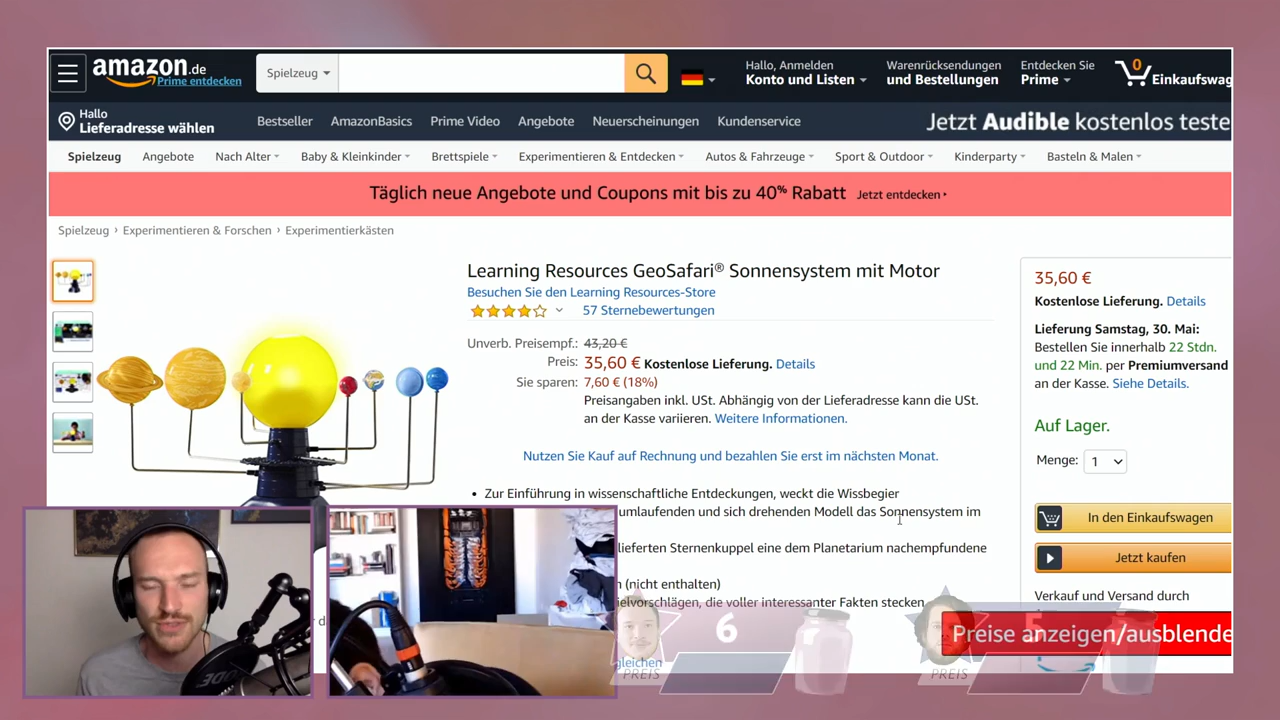 amazon.de
Prime entdecken
Spielzeug
Hallo, Anmelden
Konto und Listen
Warenrücksendungen
und Bestellungen
Entdecken Sie
Prime
0
Einkaufswag
Hallo
Lieferadresse wählen
Bestseller
AmazonBasics
Prime Video
Angebote
Neuerscheinungen
Kundenservice
Jetzt Audible kostenlos teste
Spielzeug
Angebote
Nach Alter
Baby & Kleinkinder
Brettspiele
Experimentieren & Entdecken
Autos & Fahrzeuge
Sport & Outdoor
Kinderparty
Basteln & Malen
Täglich neue Angebote und Coupons mit bis zu 40% Rabatt Jetzt entdecken
Spielzeug › Experimentieren & Forschen › Experimentierkästen
Learning Resources GeoSafari® Sonnensystem mit Motor
Besuchen Sie den Learning Resources-Store
57 Sternebewertungen
Unverb. Preisempf.: 43,20 €
Preis: 35,60 € Kostenlose Lieferung. Details
Sie sparen: 7,60 € (18%)
Preisangaben inkl. USt. Abhängig von der Lieferadresse kann die USt.
an der Kasse variieren. Weitere Informationen.
Nutzen Sie Kauf auf Rechnung und bezahlen Sie erst im nächsten Monat.
• Zur Einführung in wissenschaftliche Entdeckungen, weckt die Wissbegier
umlaufenden und sich drehenden Modell das Sonnensystem im
lieferten Sternenkuppel eine dem Planetarium nachempfundene
(nicht enthalten)
ielvorschlägen, die voller interessanter Fakten stecken
gleichen
35,60 €
Kostenlose Lieferung. Details
Lieferung Samstag, 30. Mai:
Bestellen Sie innerhalb 22 Stdn.
und 22 Min. per Premiumversand
an der Kasse. Siehe Details.
Auf Lager.
Menge: 1
In den Einkaufswagen
Jetzt kaufen
Verkauf und Versand durch
Preise anzeigen/ausblende
6
PREIS
PREIS